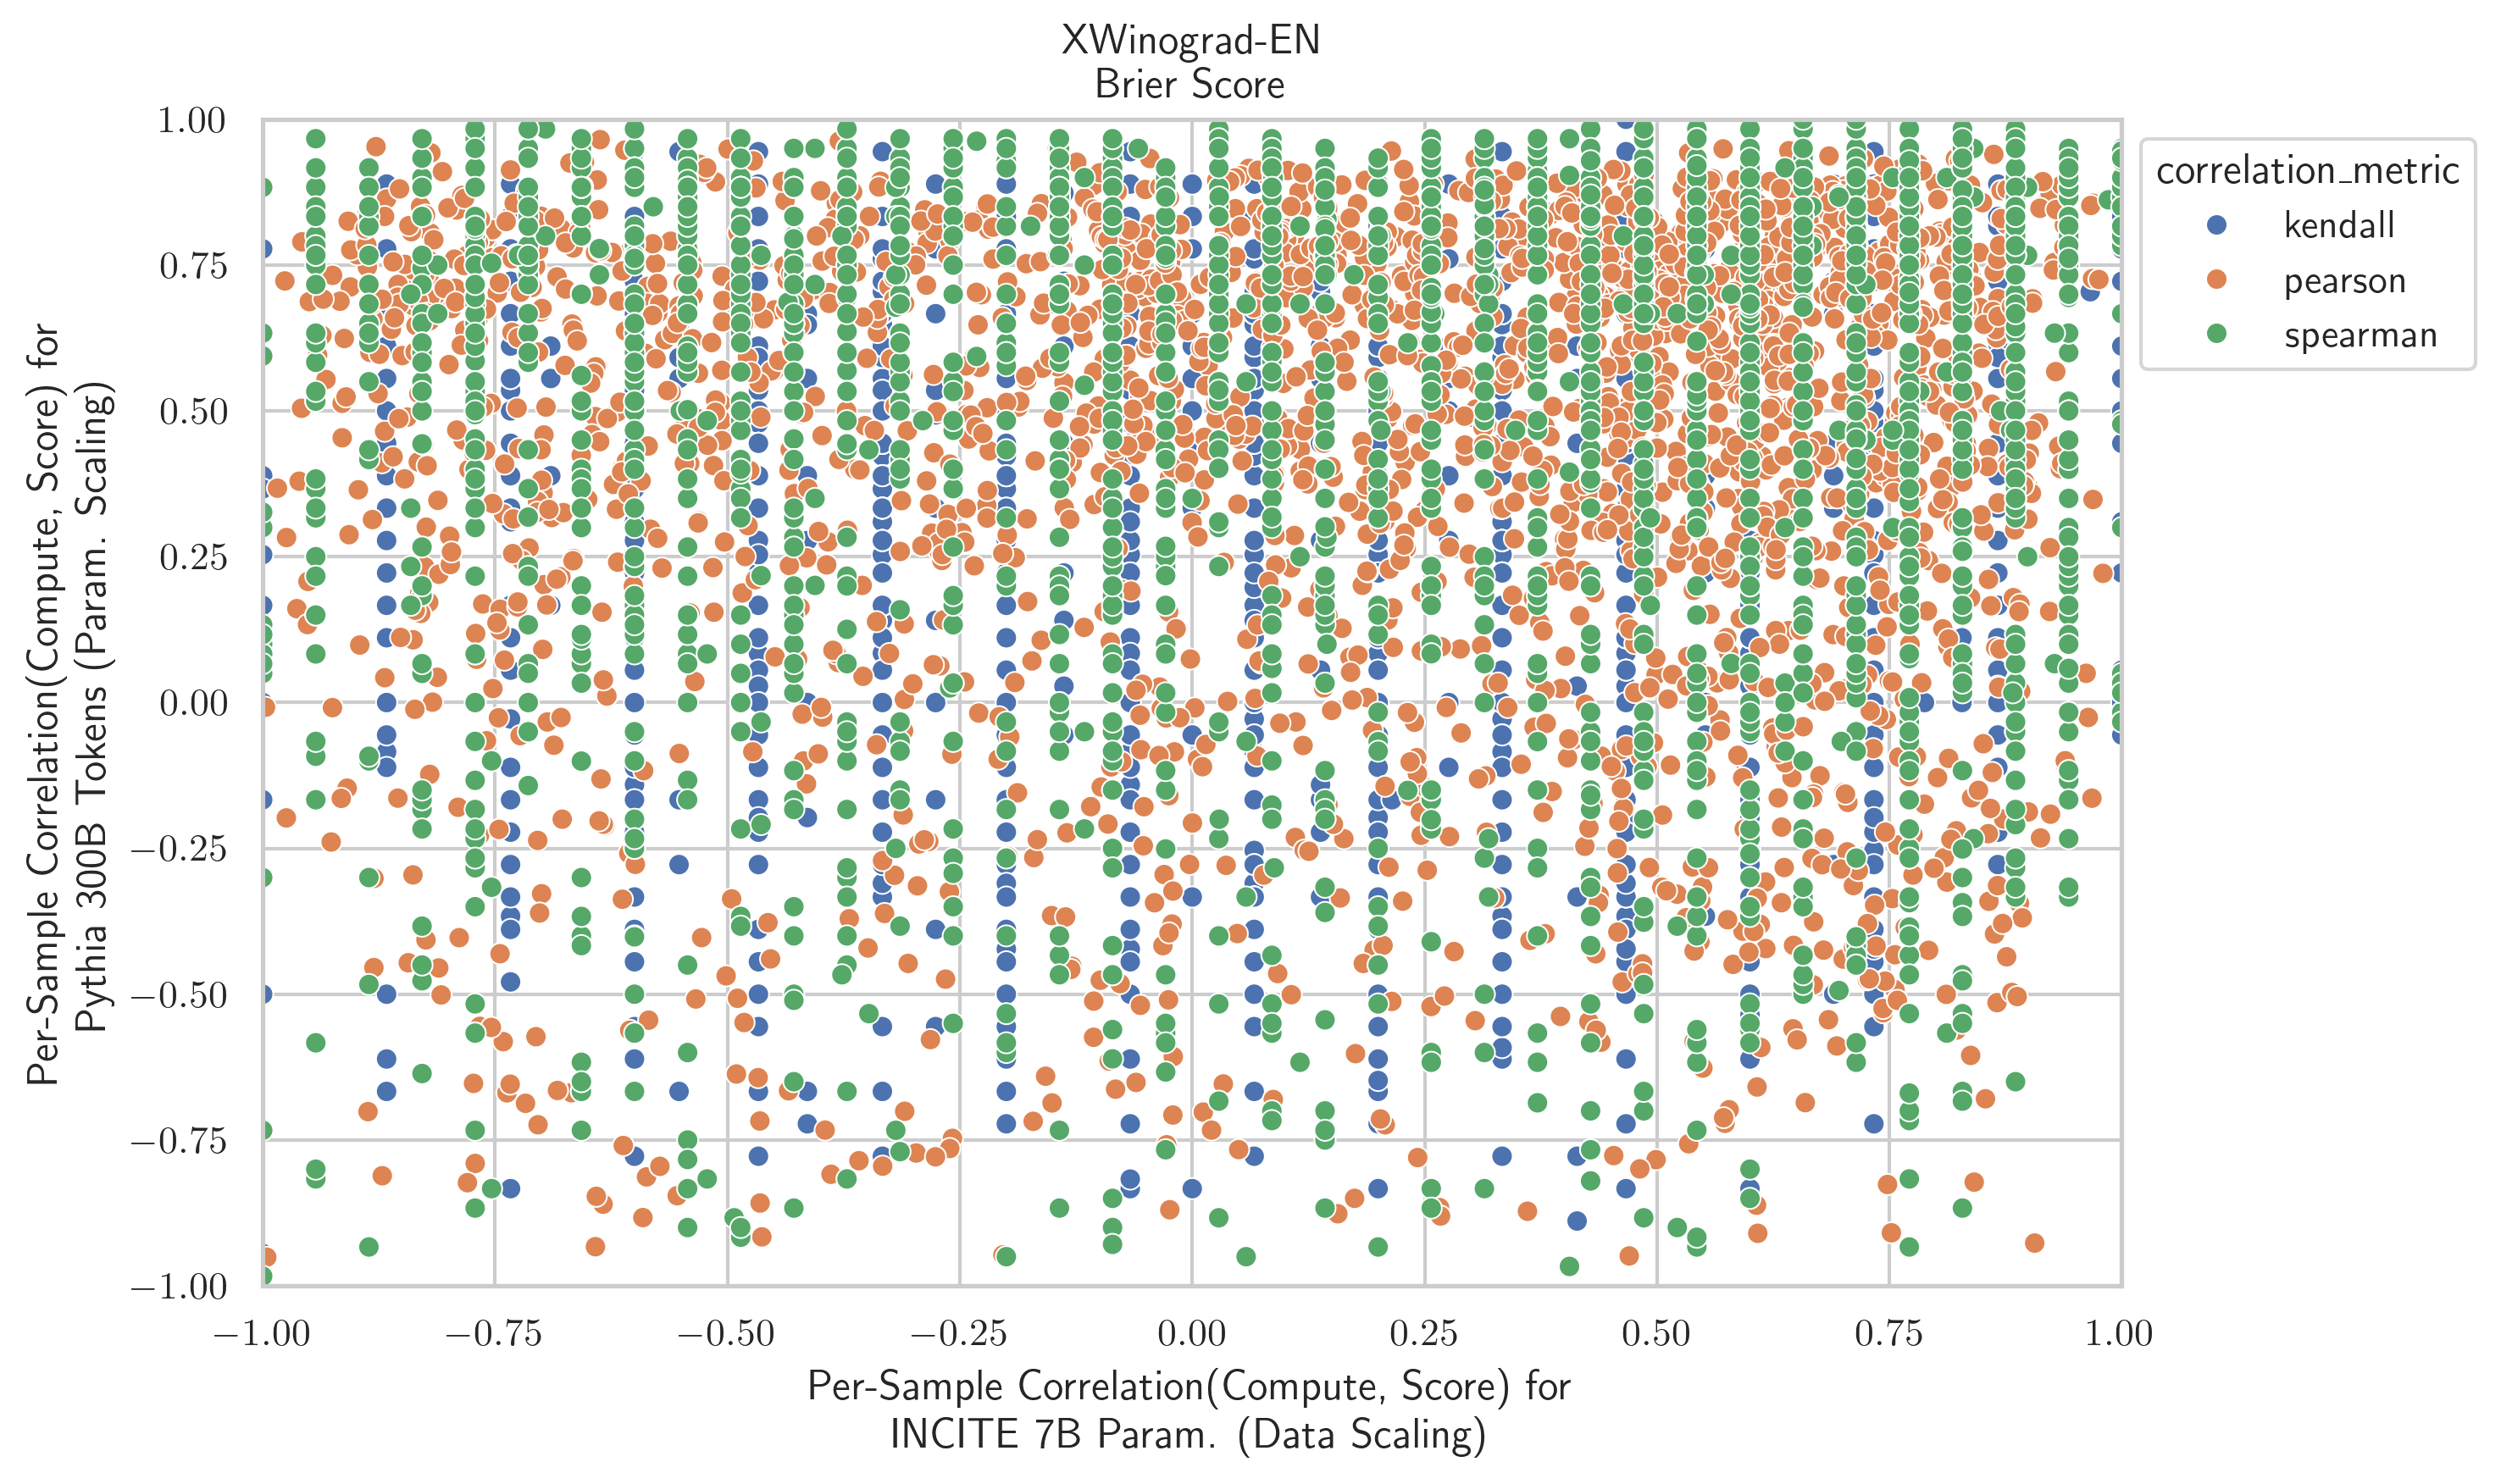 XWinograd-EN
Brier Score
Per-Sample Correlation(Compute, Score) for
Pythia 300B Tokens (Param. Scaling)
1.00
0.75
0.50
0.25
0.00
−0.25
−0.50
−0.75
−1.00
−1.00 −0.75 −0.50 −0.25 0.00 0.25 0.50 0.75 1.00
Per-Sample Correlation(Compute, Score) for
INCITE 7B Param. (Data Scaling)
correlation_metric
kendall
pearson
spearman